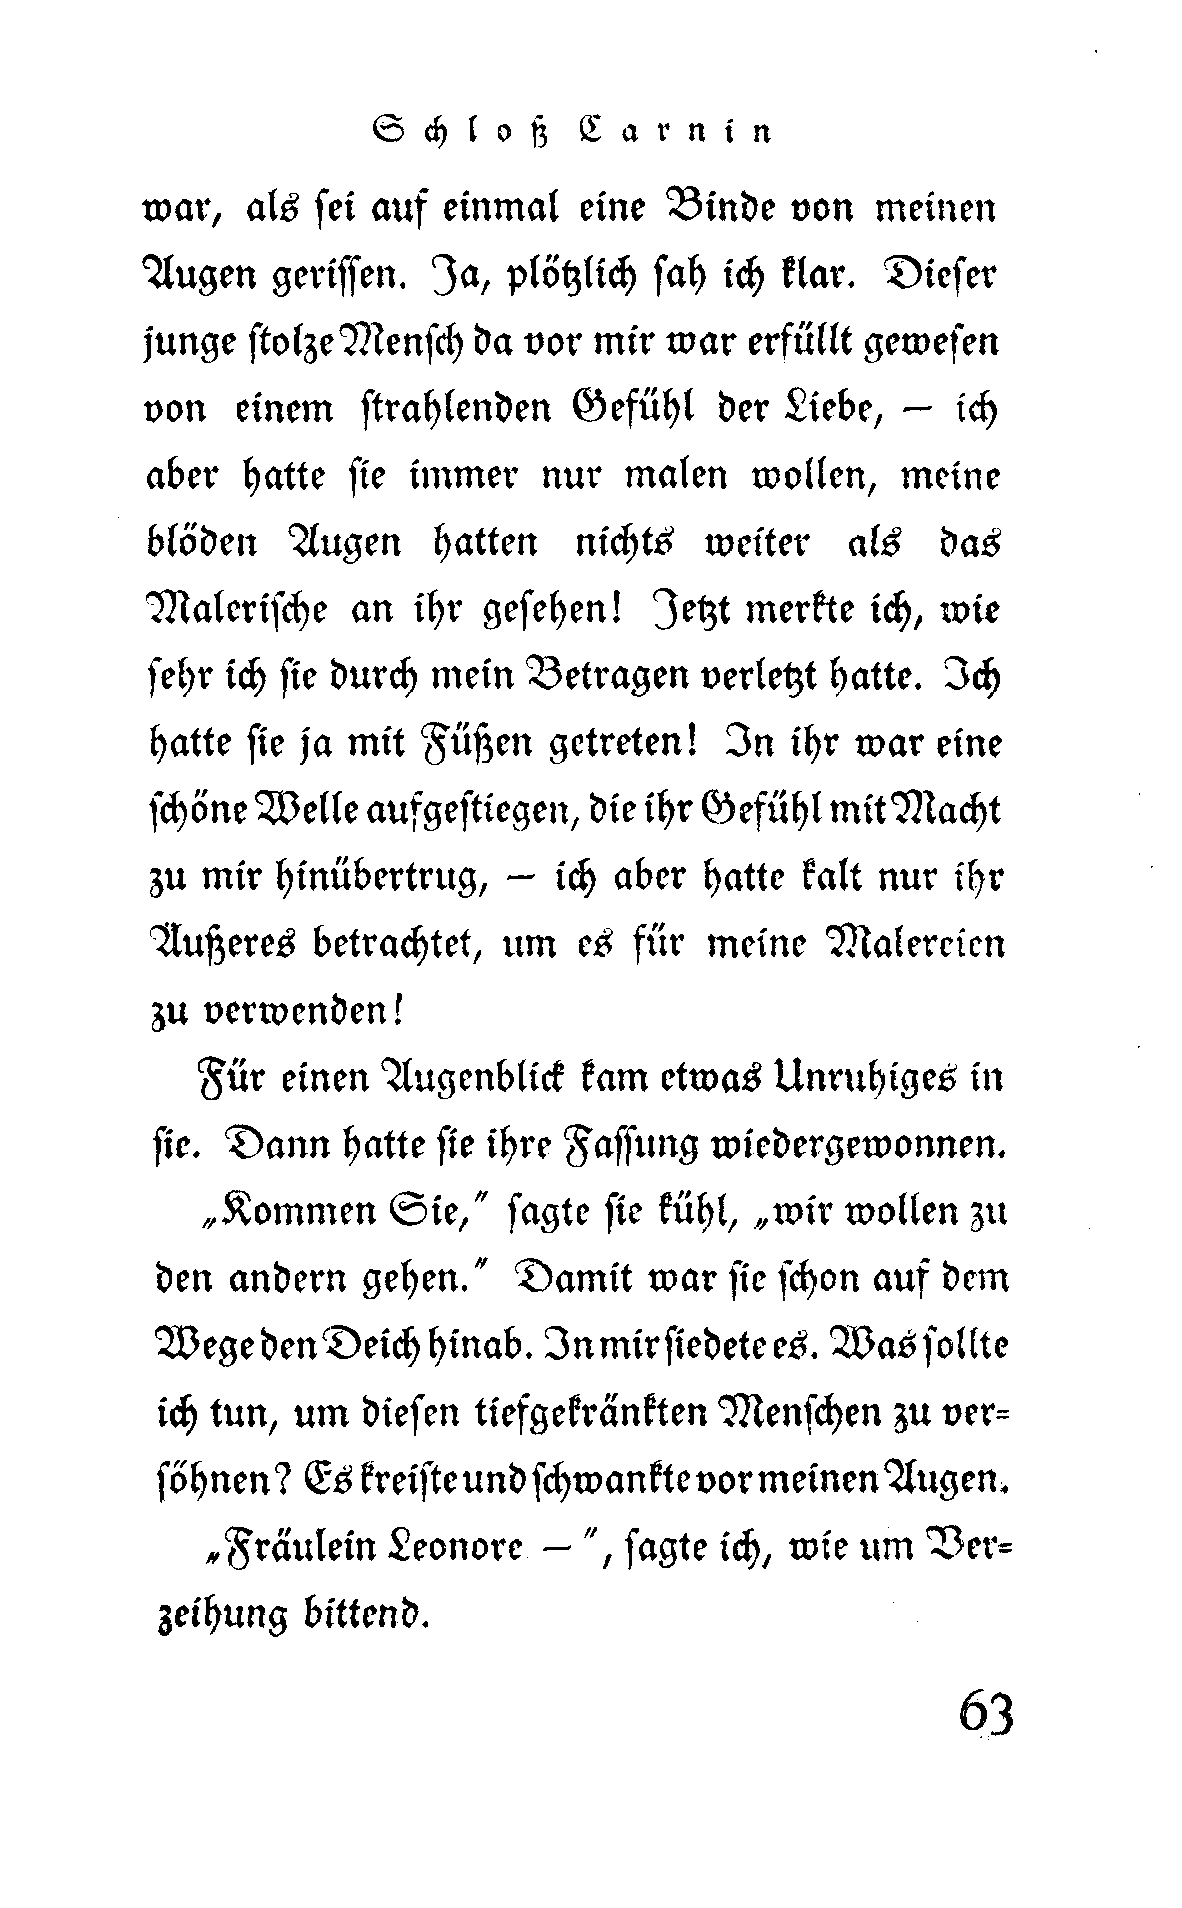 Schloß Carnin
war, als sei auf einmal eine Binde von meinen
Augen gerissen. Ja, plötzlich sah ich klar. Dieser
junge stolze Mensch da vor mir war erfüllt gewesen
von einem strahlenden Gefühl der Liebe, — ich
aber hatte sie immer nur malen wollen, meine
blöden Augen hatten nichts weiter als das
Malerische an ihr gesehen! Jetzt merkte ich, wie
sehr ich sie durch mein Betragen verletzt hatte. Ich
hatte sie ja mit Füßen getreten! In ihr war eine
schöne Welle aufgestiegen, die ihr Gefühl mit Macht
zu mir hinübertrug, — ich aber hatte kalt nur ihr
Äußeres betrachtet, um es für meine Malereien
zu verwenden!
Für einen Augenblick kam etwas Unruhiges in
sie. Dann hatte sie ihre Fassung wiedergewonnen.
„Kommen Sie,“ sagte sie kühl, „wir wollen zu
den andern gehen.“ Damit war sie schon auf dem
Wege den Deich hinab. In mir siedete es. Was sollte
ich tun, um diesen tiefgekränkten Menschen zu ver-
söhnen? Es kreiste und schwankte vor meinen Augen.
„Fräulein Leonore — “, sagte ich, wie um Ver-
zeihung bittend.
63